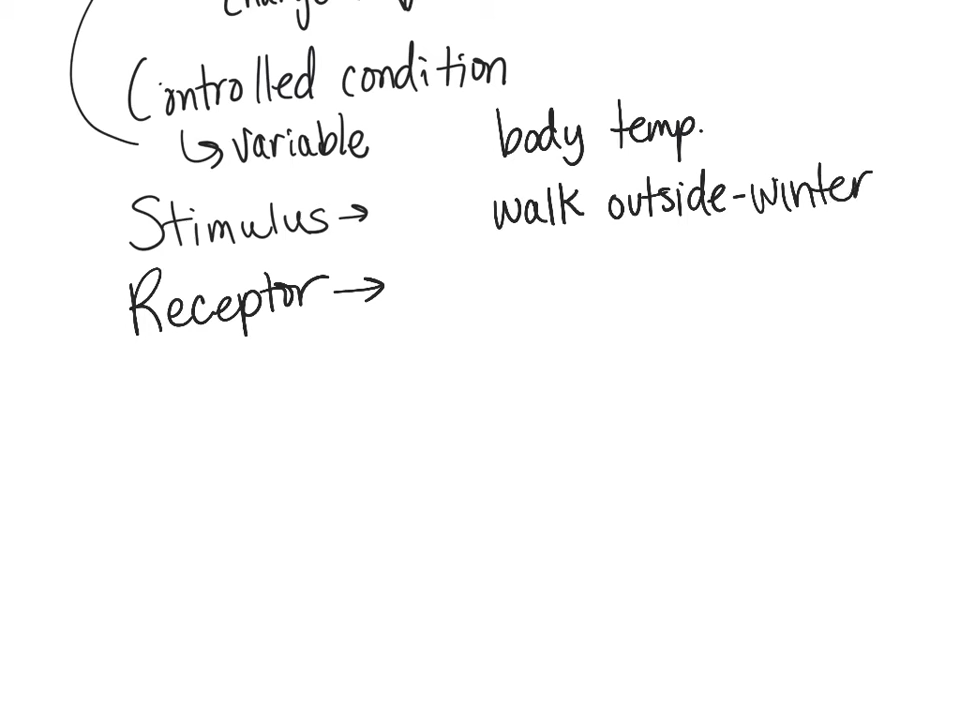 Controlled condition
↳ variable body temp.
Stimulus → walk outside-winter
Receptor →